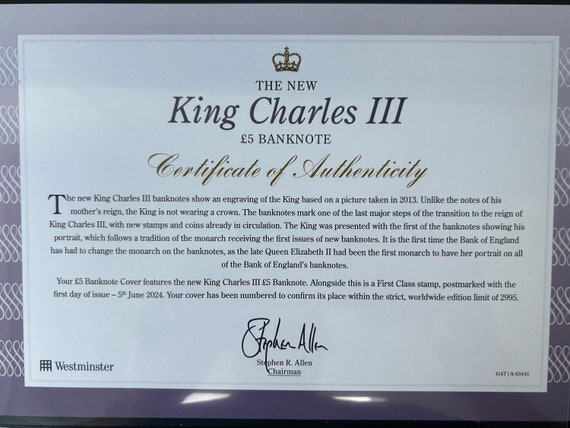 THE NEW
King Charles III
£5 BANKNOTE
Certificate of Authenticity
The new King Charles III banknotes show an engraving of the King based on a picture taken in 2013. Unlike the notes of his
mother's reign, the King is not wearing a crown. The banknotes mark one of the last major steps of the transition to the reign of
King Charles III, with new stamps and coins already in circulation. The King was presented with the first of the banknotes showing his
portrait, which follows a tradition of the monarch receiving the first issues of new banknotes. It is the first time the Bank of England
has had to change the monarch on the banknotes, as the late Queen Elizabeth II had been the first monarch to have her portrait on all
of the Bank of England's banknotes.
Your £5 Banknote Cover features the new King Charles III £5 Banknote. Alongside this is a First Class stamp, postmarked with the
first day of issue – 5th June 2024. Your cover has been numbered to confirm its place within the strict, worldwide edition limit of 2995.
Stephen Allen
Stephen R. Allen
Chairman
Westminster
414T | A-63445